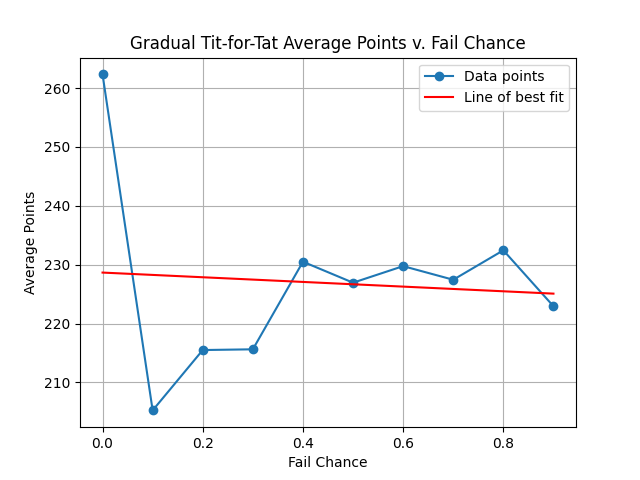 Gradual Tit-for-Tat Average Points v. Fail Chance
Data points
Line of best fit
260
250
240
230
220
210
Average Points
0.0 0.2 0.4 0.6 0.8
Fail Chance